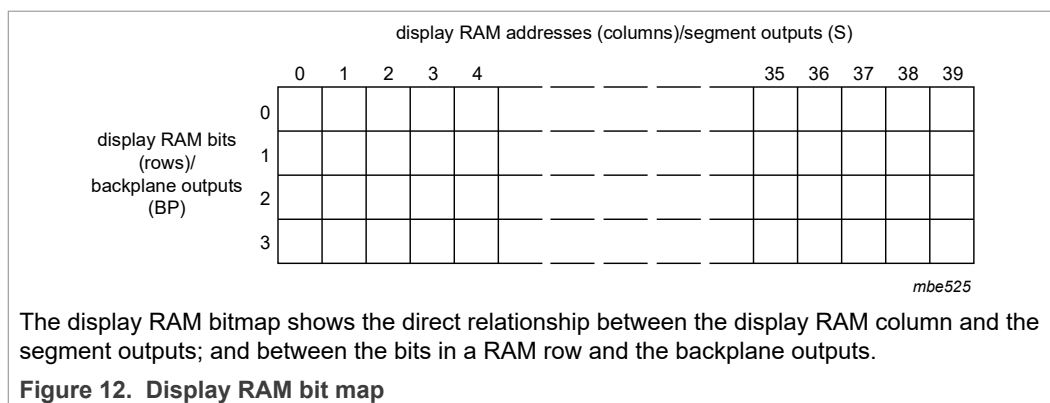 display RAM addresses (columns)/segment outputs (S)
0 1 2 3 4 35 36 37 38 39
0
display RAM bits
1
(rows)/
backplane outputs
2
(BP)
3
mbe525
The display RAM bitmap shows the direct relationship between the display RAM column and the
segment outputs; and between the bits in a RAM row and the backplane outputs.
Figure 12. Display RAM bit map